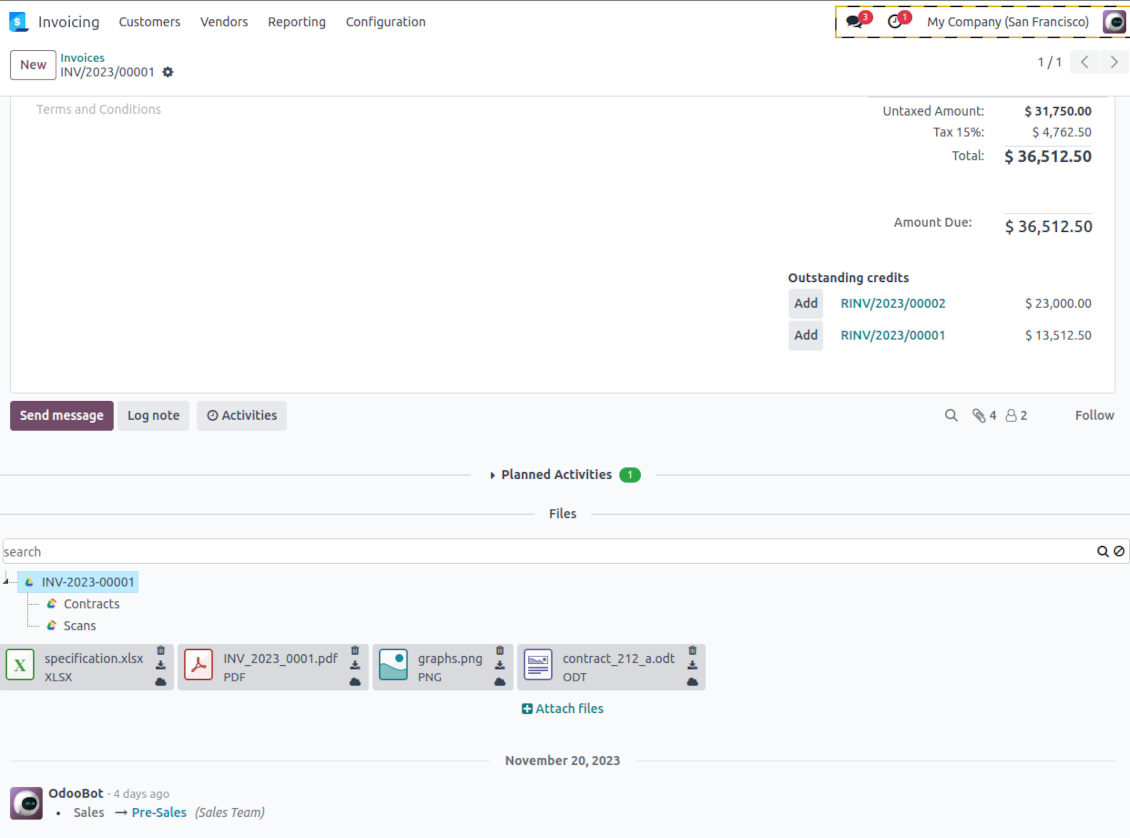 Invoicing Customers Vendors Reporting Configuration 3 1 My Company (San Francisco)
New Invoices 1 / 1
INV/2023/00001
Terms and Conditions
Untaxed Amount: $ 31,750.00
Tax 15%: $ 4,762.50
Total: $ 36,512.50
Amount Due: $ 36,512.50
Outstanding credits
Add RINV/2023/00002 $ 23,000.00
Add RINV/2023/00001 $ 13,512.50
Send message Log note Activities 4 2 Follow
Planned Activities 1
Files
search
INV-2023-00001
Contracts
Scans
specification.xlsx INV_2023_0001.pdf graphs.png contract_212_a.odt
XLSX PDF PNG ODT
Attach files
November 20, 2023
OdooBot - 4 days ago
• Sales → Pre-Sales (Sales Team)